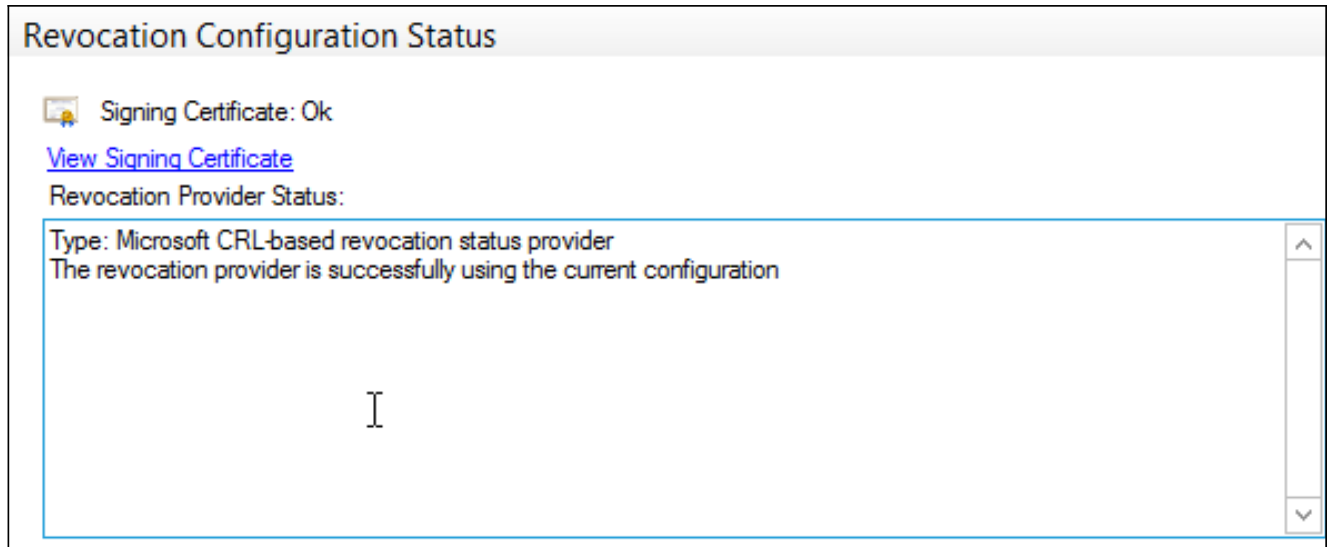 Revocation Configuration Status
Signing Certificate: Ok
View Signing Certificate
Revocation Provider Status:
Type: Microsoft CRL-based revocation status provider
The revocation provider is successfully using the current configuration